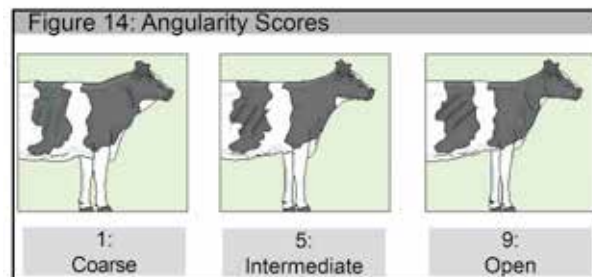 Figure 14: Angularity Scores
1:
Coarse
5:
Intermediate
9:
Open